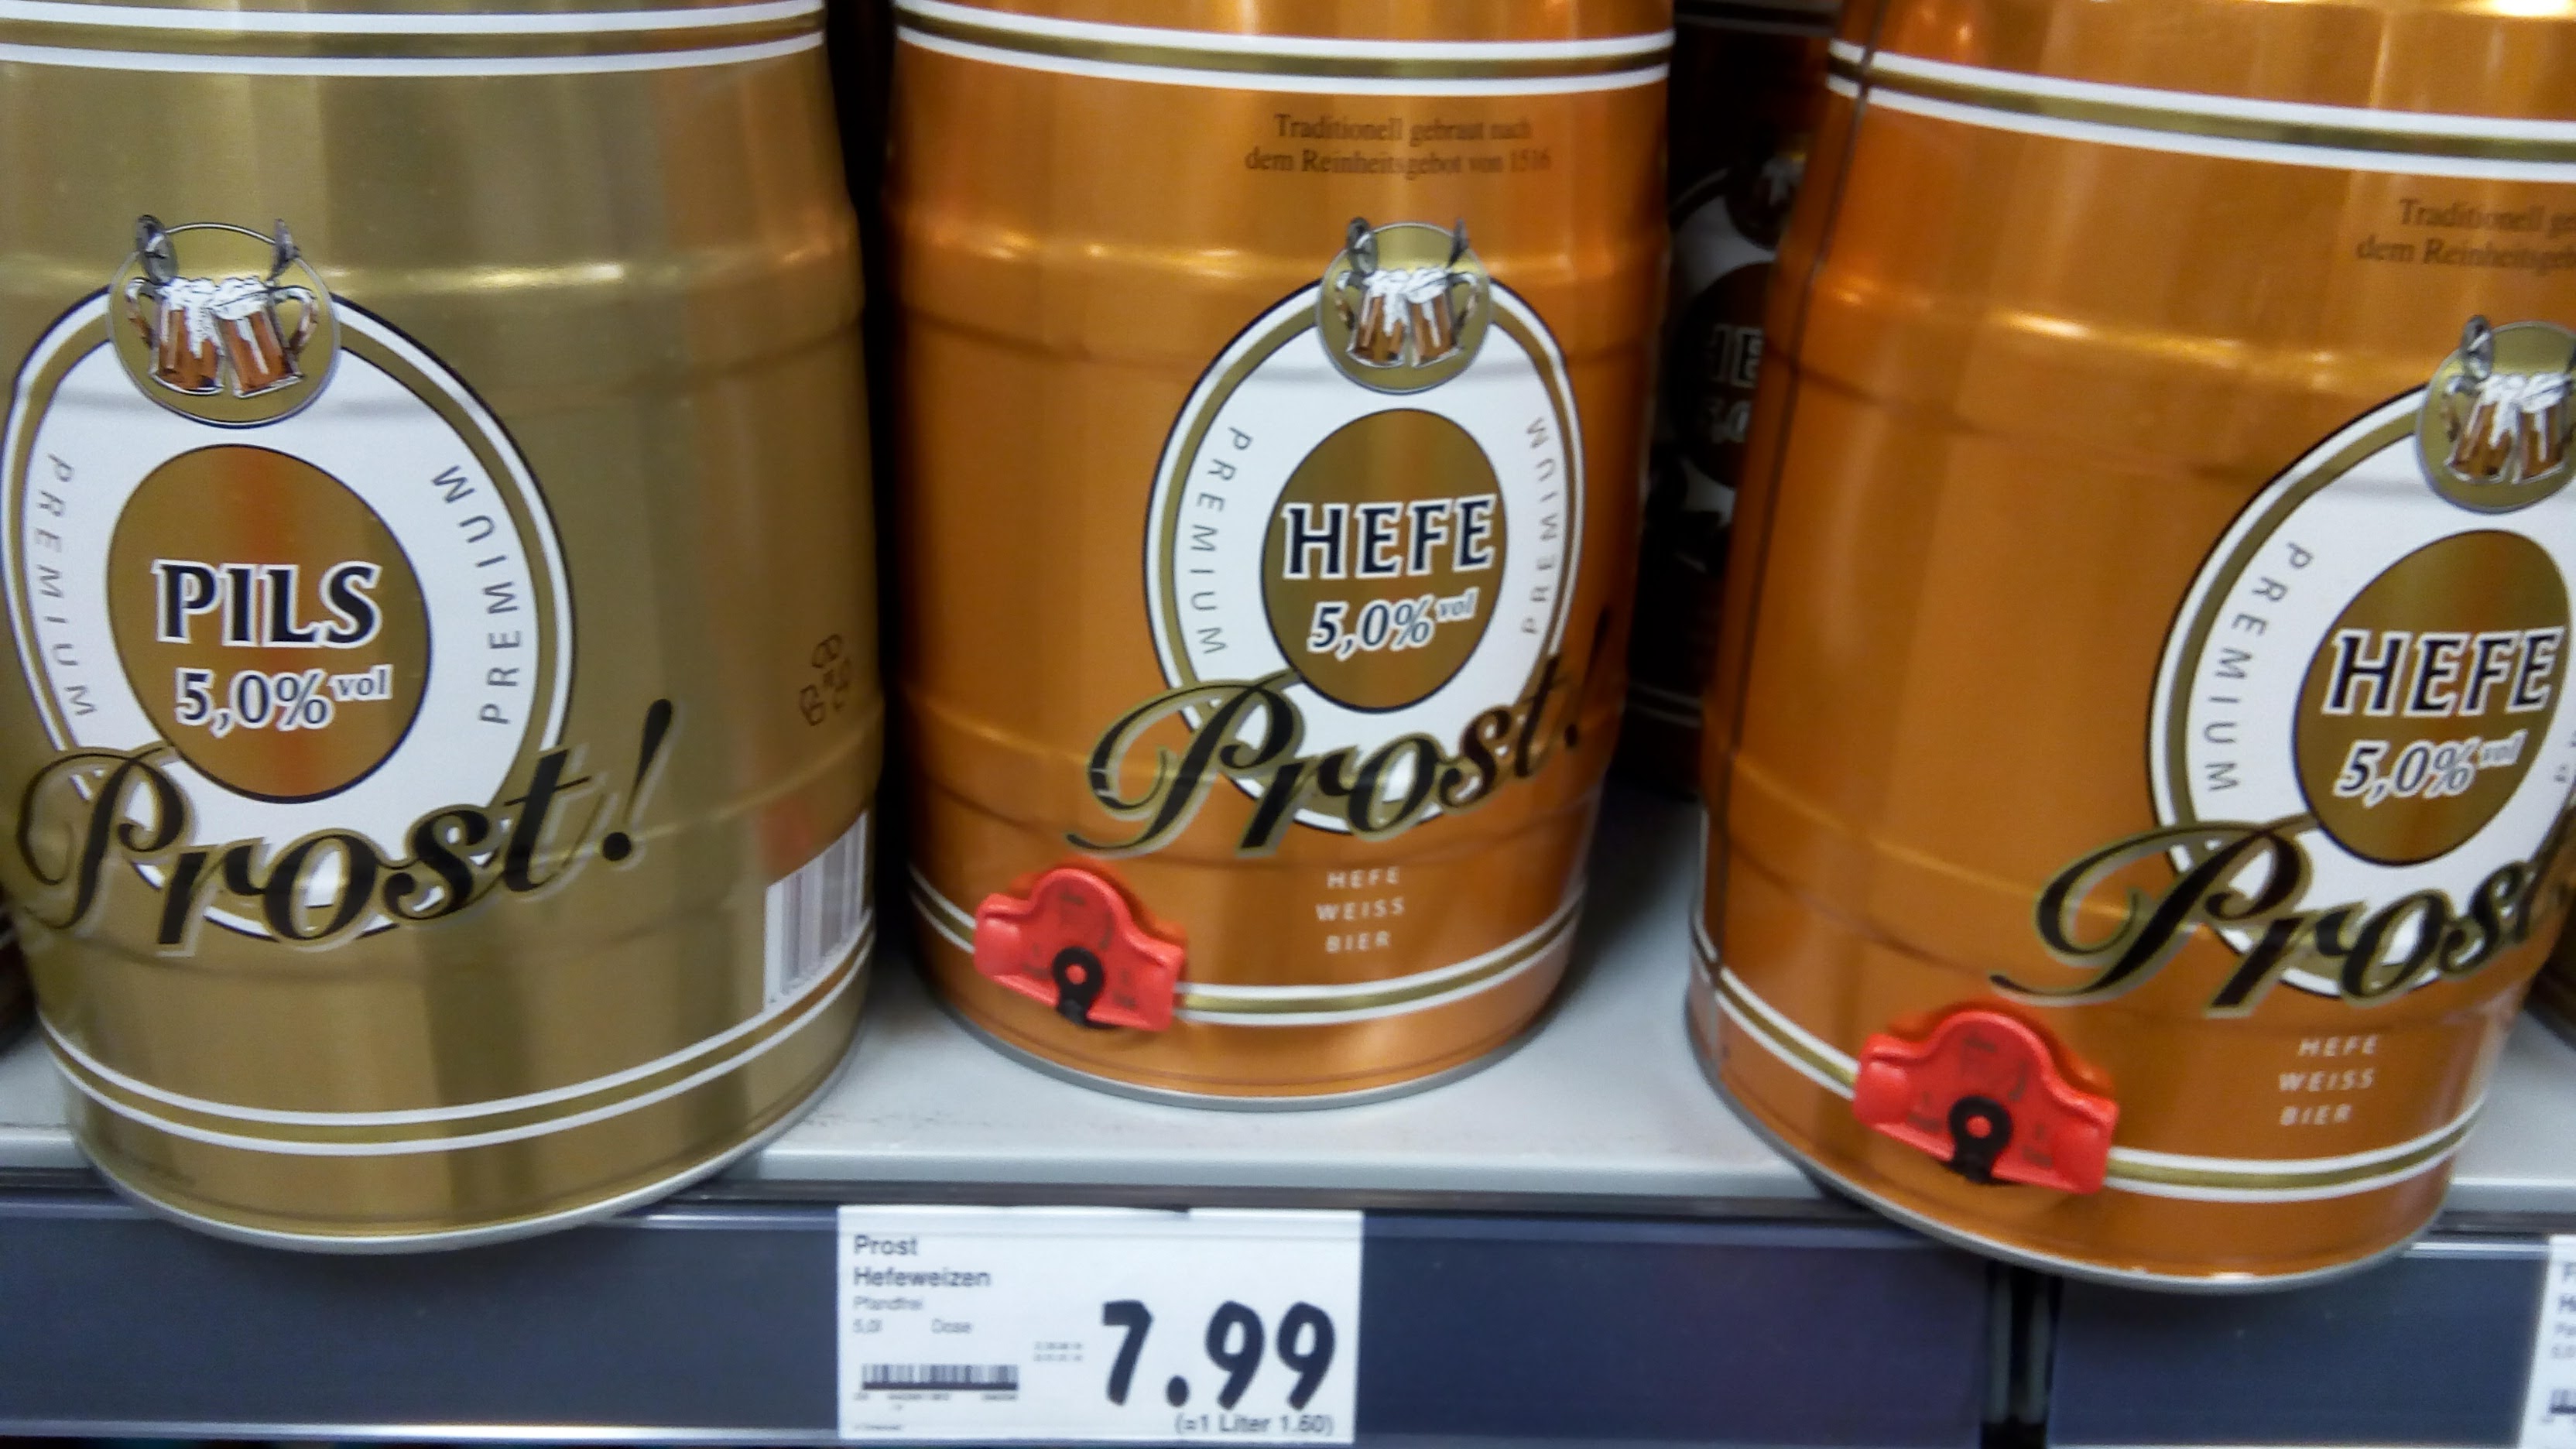 PREMIUM
PREMIUM
PILS
5,0% vol
Prost!
Traditionell gebraut nach
dem Reinheitsgebot von 1516
PREMIUM
PREMIUM
HEFE
5,0% vol
Prost!
HEFE
WEISS
BIER
Traditionell
dem
PREMIUM
HEFE
5,0% vol
Prost
HEFE
WEISS
BIER
Prost
Hefeweizen
Pfandfrei
5,0l Dose
7.99
(=1 Liter 1.60)